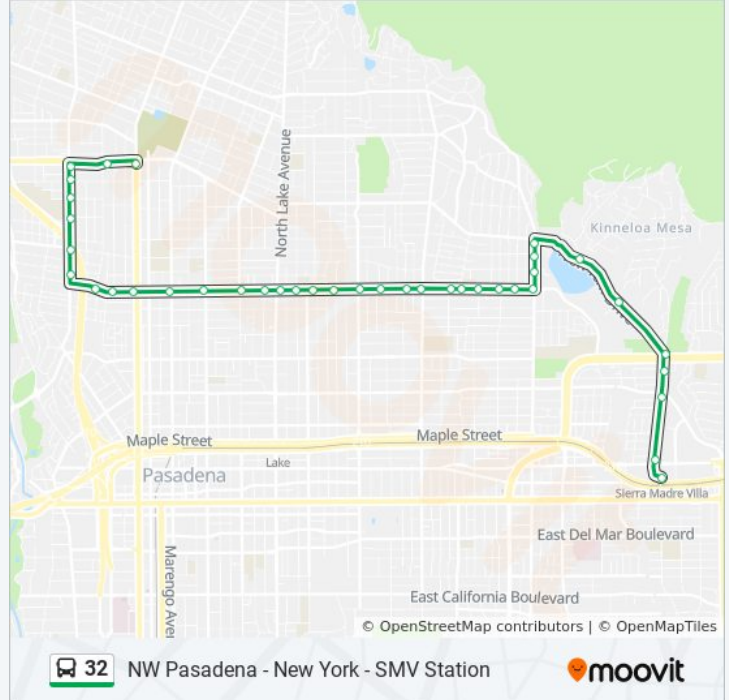 North Lake Avenue
Kinneloa Mesa
Maple Street
Maple Street
Lake
Pasadena
Sierra Madre Villa
East Del Mar Boulevard
Marengo Aven
East California Boulevard
© OpenStreetMap contributors | © OpenMapTiles
32 NW Pasadena - New York - SMV Station
moovit